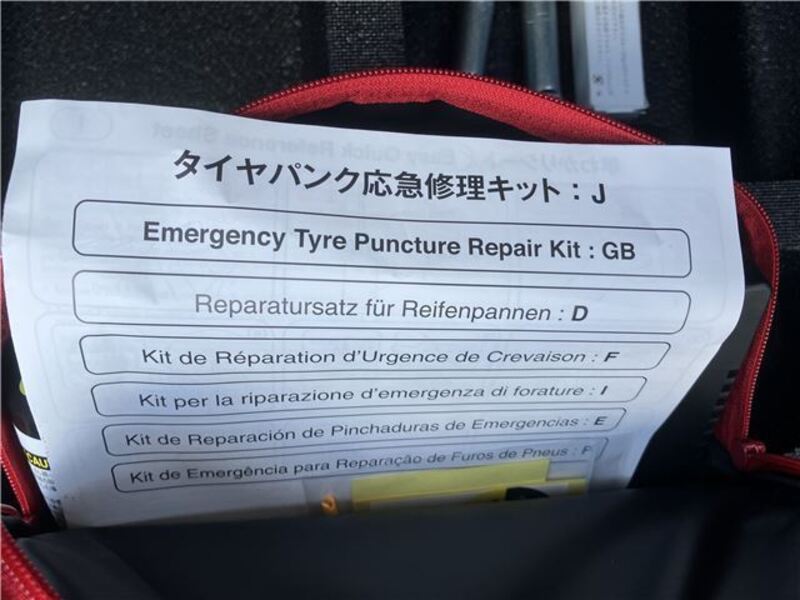 タイヤパンク応急修理キット : J
Emergency Tyre Puncture Repair Kit : GB
Reparatursatz für Reifenpannen : D
Kit de Réparation d'Urgence de Crevaison : F
Kit per la riparazione d'emergenza di forature : I
Kit de Reparación de Pinchaduras de Emergencias : E
Kit de Emergência para Reparação de Furos de Pneus : P
CAU